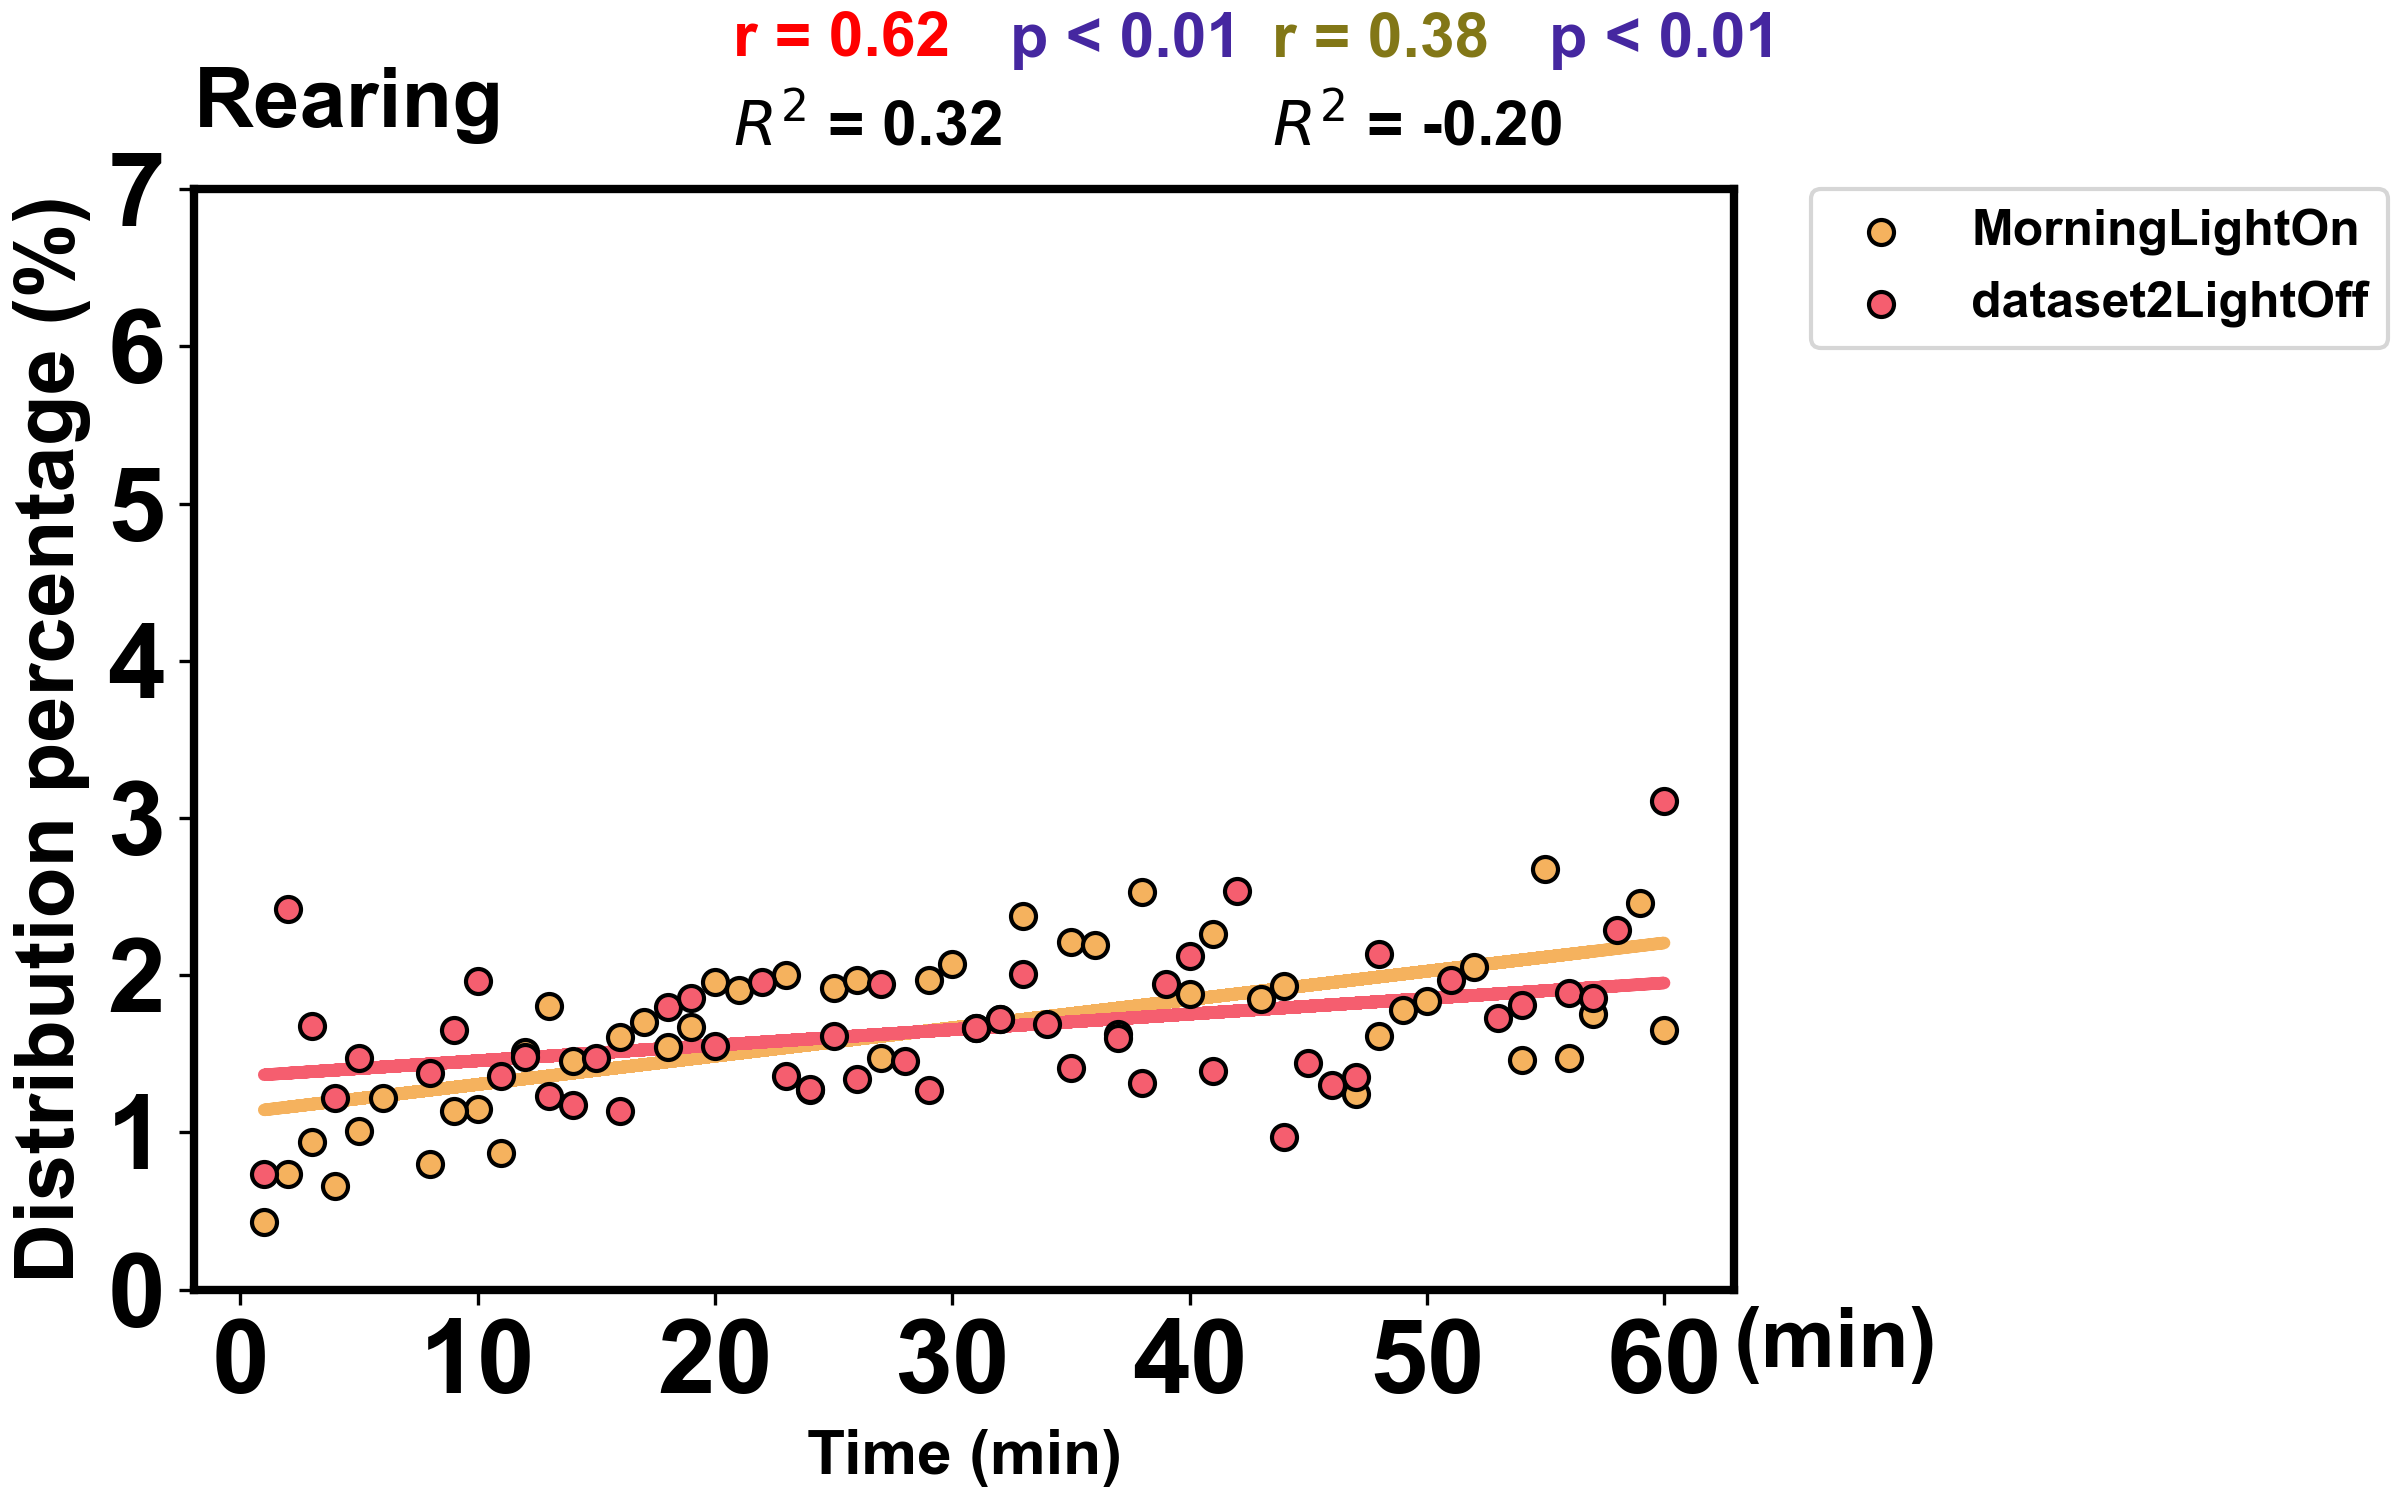 r = 0.62 p < 0.01 r = 0.38 p < 0.01
Rearing
R² = 0.32 R² = -0.20
MorningLightOn
dataset2LightOff
Distribution percentage (%)
7
6
5
4
3
2
1
0
0 10 20 30 40 50 60 (min)
Time (min)